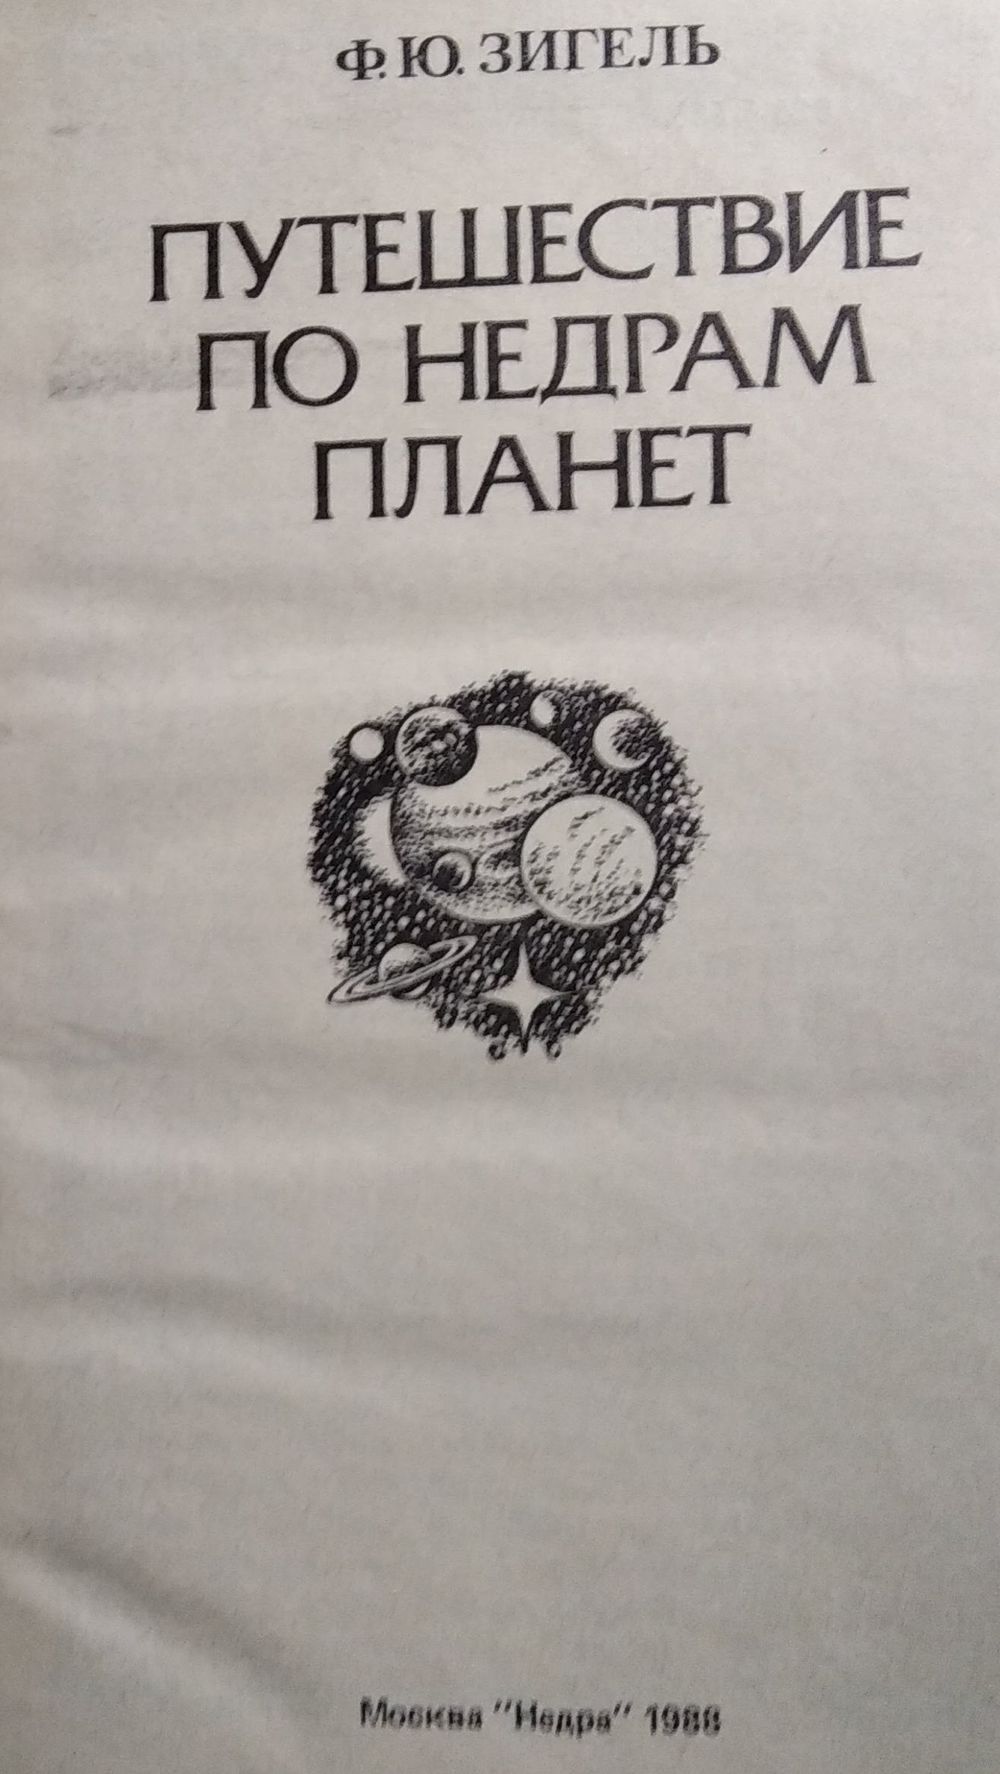 Ф.Ю. ЗИГЕЛЬ
ПУТЕШЕСТВИЕ
ПО НЕДРАМ
ПЛАНЕТ
Москва "Недра" 1988